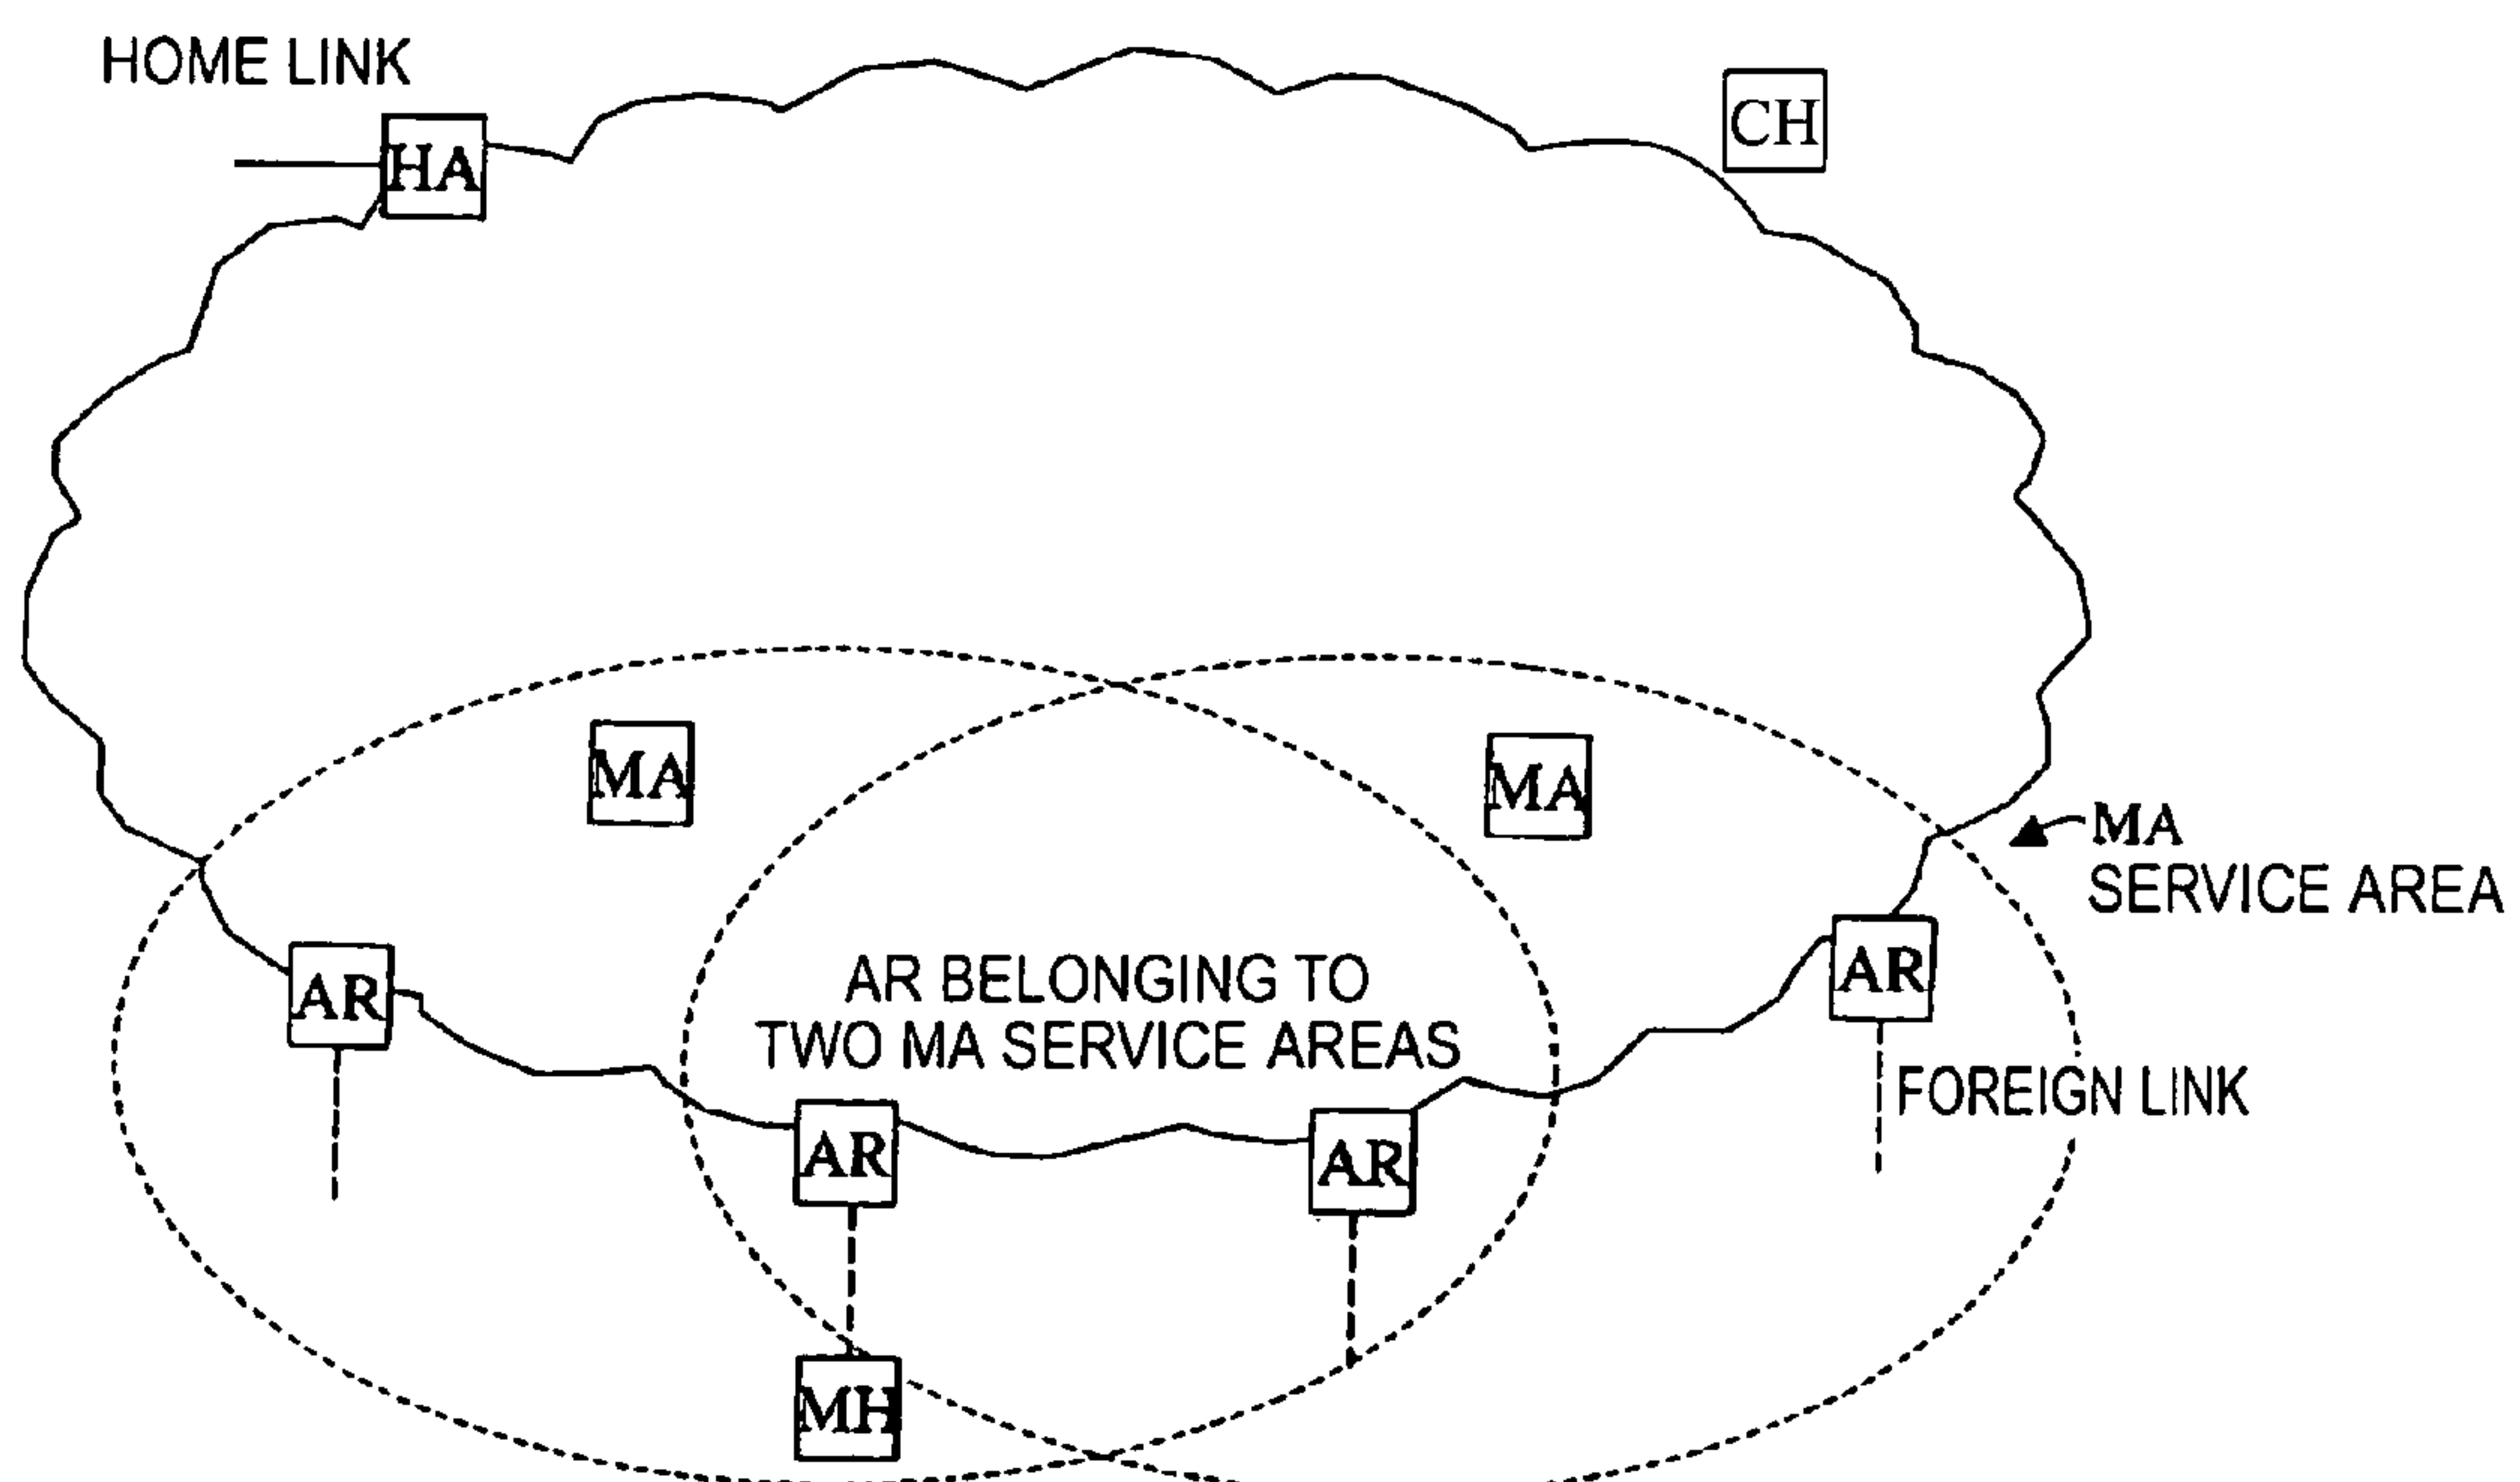 HOME LINK
HA
CH
MA
MA
MA
SERVICE AREA
AR
AR
AR BELONGING TO
TWO MA SERVICE AREAS
FOREIGN LINK
AR
AR
MH